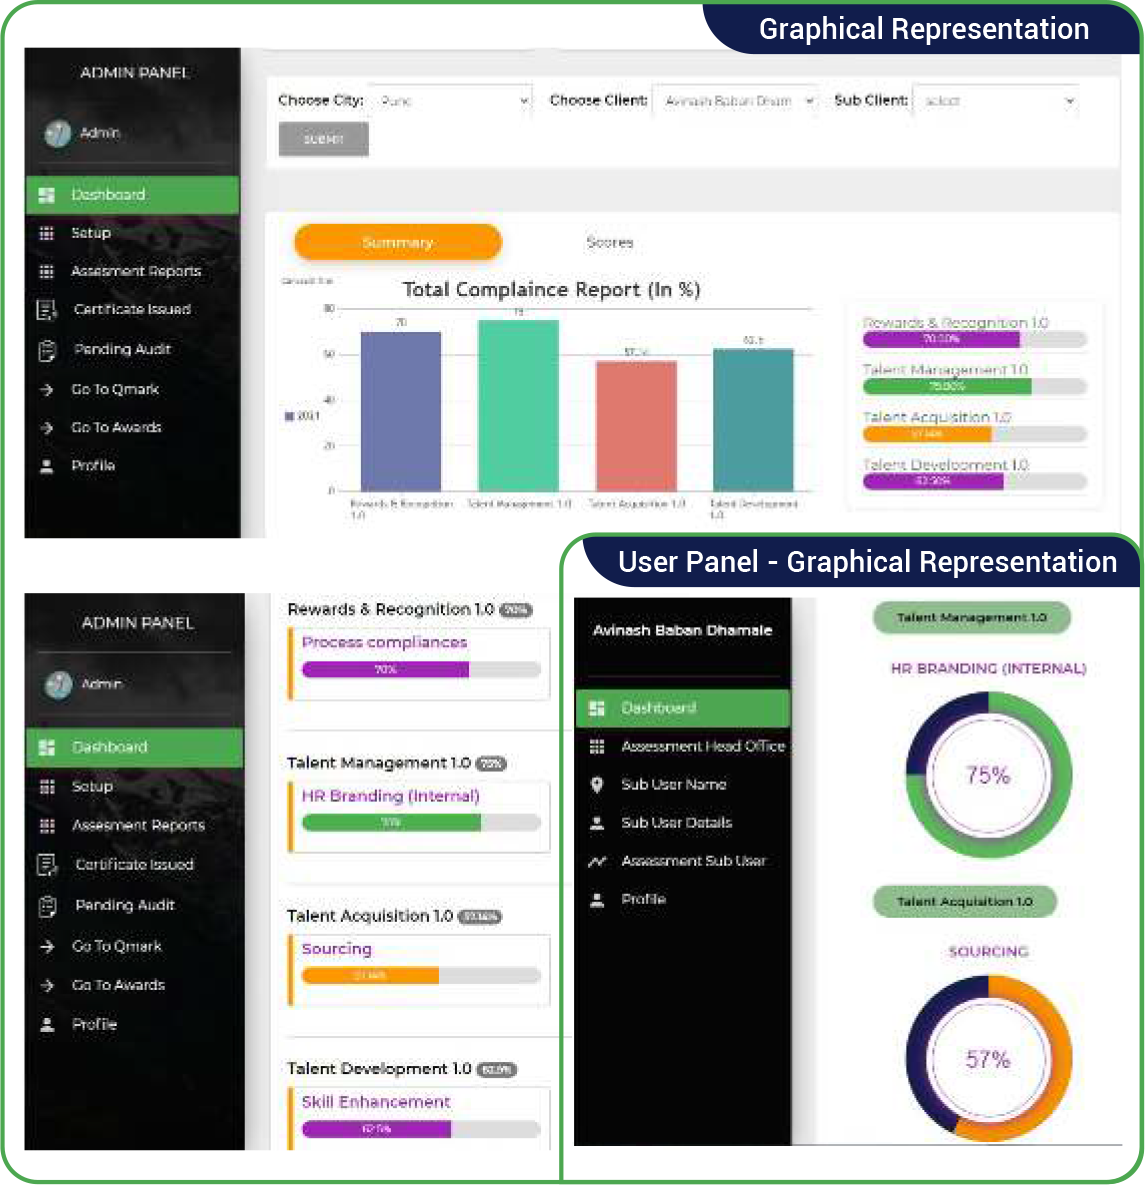 Graphical Representation
ADMIN PANEL
Admin
Dashboard
Setup
Assesment Reports
Certificate Issued
Pending Audit
Go To Qmark
Go To Awards
Profile
Choose City:
Choose Client: Avinash Baban Dham
Sub Client: select
SUBMIT
Summary
Scores
Total Complaince Report (In %)
80
60
40
20
0
2021
70
75
57.14
62.5
Rewards & Recognition
1.0
Talent Management 1.0
Talent Acquisition 1.0
Talent Development
1.0
Rewards & Recognition 1.0
70.00%
Talent Management 1.0
75.00%
Talent Acquisition 1.0
57.14%
Talent Development 1.0
62.50%
ADMIN PANEL
Admin
Dashboard
Setup
Assesment Reports
Certificate Issued
Pending Audit
Go To Qmark
Go To Awards
Profile
Rewards & Recognition 1.0 70%
Process compliances
70%
Talent Management 1.0 75%
HR Branding (Internal)
75%
Talent Acquisition 1.0 57.14%
Sourcing
57.14%
Talent Development 1.0 62.5%
Skill Enhancement
62.5%
User Panel - Graphical Representation
Avinash Baban Dhamale
Dashboard
Assessment Head Office
Sub User Name
Sub User Details
Assessment Sub User
Profile
Talent Management 1.0
HR BRANDING (INTERNAL)
75%
Talent Acquisition 1.0
SOURCING
57%